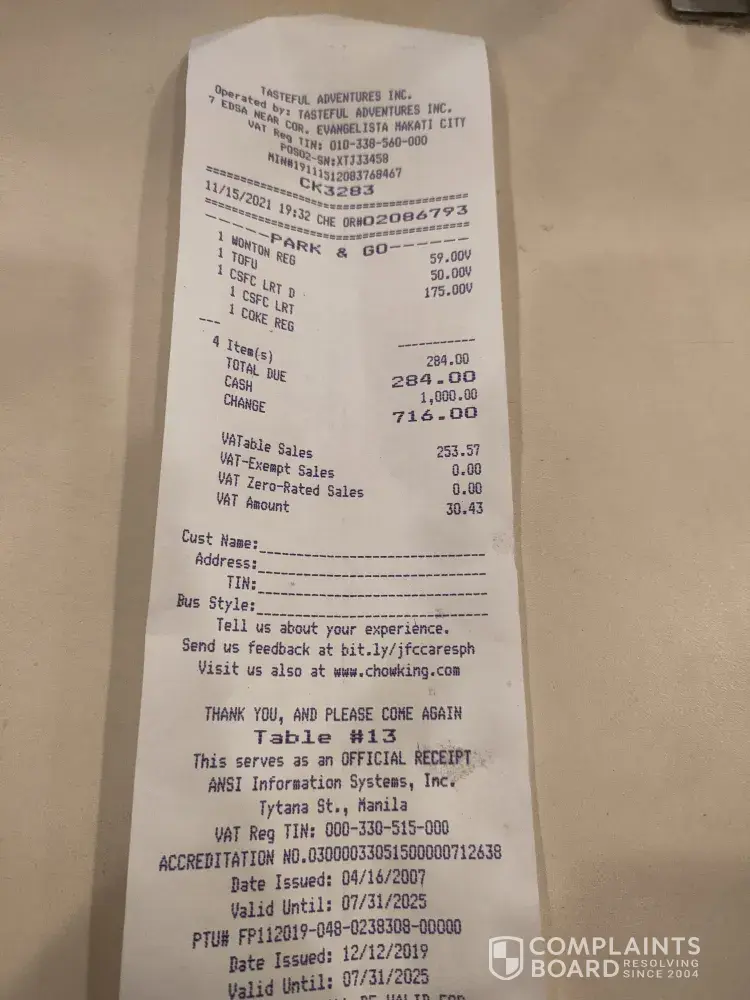 TASTEFUL ADVENTURES INC.
Operated by: TASTEFUL ADVENTURES INC.
7 EDSA NEAR COR. EVANGELISTA MAKATI CITY
VAT Reg TIN: 010-338-560-000
POS02-SN:XTJ33458
MIN#19111512083768467
CK3283
====================================
11/15/2021 19:32 CHE OR#02086793
====================================
------PARK & GO------
1 WONTON REG 59.00V
1 TOFU 50.00V
1 CSFC LRT D 175.00V
1 CSFC LRT
1 COKE REG
---
-----------
4 Item(s) 284.00
TOTAL DUE 284.00
CASH 1,000.00
CHANGE 716.00
VATable Sales 253.57
VAT-Exempt Sales 0.00
VAT Zero-Rated Sales 0.00
VAT Amount 30.43
Cust Name:______________________________
Address:______________________________
TIN:______________________________
Bus Style:______________________________
Tell us about your experience.
Send us feedback at bit.ly/jfccaresph
Visit us also at www.chowking.com
THANK YOU, AND PLEASE COME AGAIN
Table #13
This serves as an OFFICIAL RECEIPT
ANSI Information Systems, Inc.
Tytana St., Manila
VAT Reg TIN: 000-330-515-000
ACCREDITATION NO.03000033051500000712638
Date Issued: 04/16/2007
Valid Until: 07/31/2025
PTU# FP112019-048-0238308-00000
Date Issued: 12/12/2019
Valid Until: 07/31/2025
BE VALID FOR
COMPLAINTS
BOARD RESOLVING
SINCE 2004